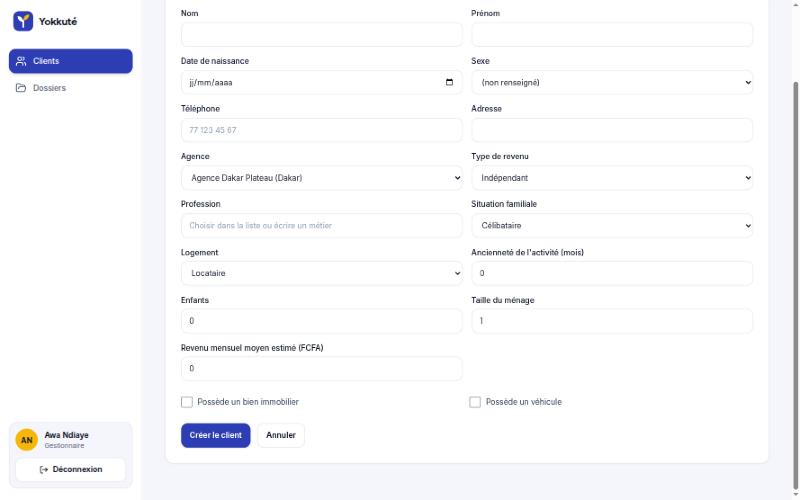 Yokkuté
Clients
Dossiers
Nom
Prénom
Date de naissance
Sexe
jj/mm/aaaa
(non renseigné)
Téléphone
Adresse
77 123 45 67
Agence
Type de revenu
Agence Dakar Plateau (Dakar)
Indépendant
Profession
Situation familiale
Choisir dans la liste ou écrire un métier
Célibataire
Logement
Ancienneté de l'activité (mois)
Locataire
0
Enfants
Taille du ménage
0
1
Revenu mensuel moyen estimé (FCFA)
0
Possède un bien immobilier
Possède un véhicule
Créer le client
Annuler
AN
Awa Ndiaye
Gestionnaire
Déconnexion